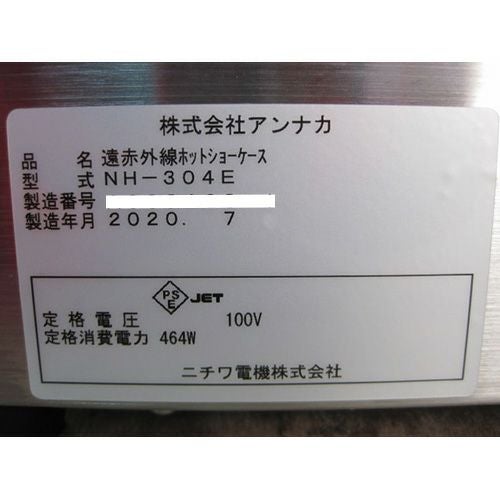 株式会社アンナカ
品名 遠赤外線ホットショーケース
型式 NH-304E
製造番号
製造年月 2020. 7
PSE JET
定格電圧 100V
定格消費電力 464W
ニチワ電機株式会社